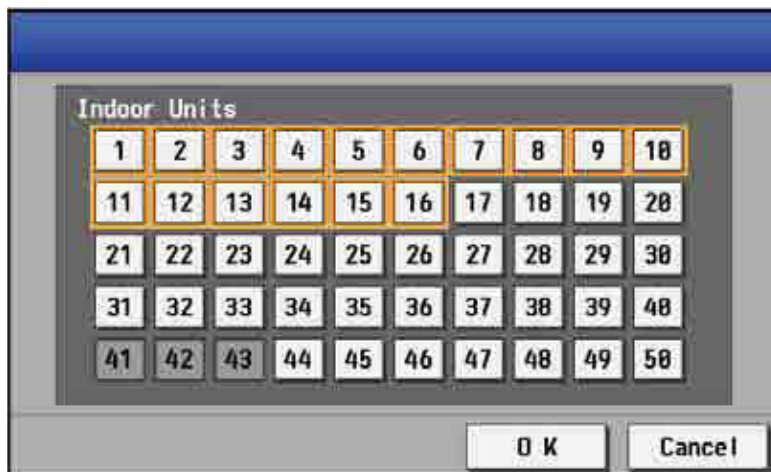 Indoor Units
1 2 3 4 5 6 7 8 9 10
11 12 13 14 15 16 17 18 19 20
21 22 23 24 25 26 27 28 29 30
31 32 33 34 35 36 37 38 39 40
41 42 43 44 45 46 47 48 49 50
OK Cancel